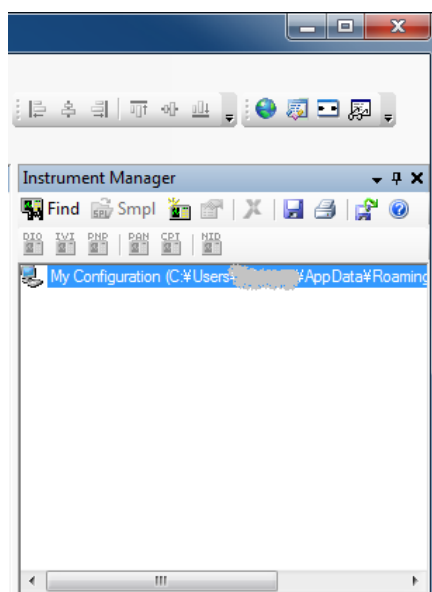 Instrument Manager
Find Smpl
DIO IVI PNP PAN CPT NID
My Configuration (C:¥Users¥ ¥AppData¥Roaming